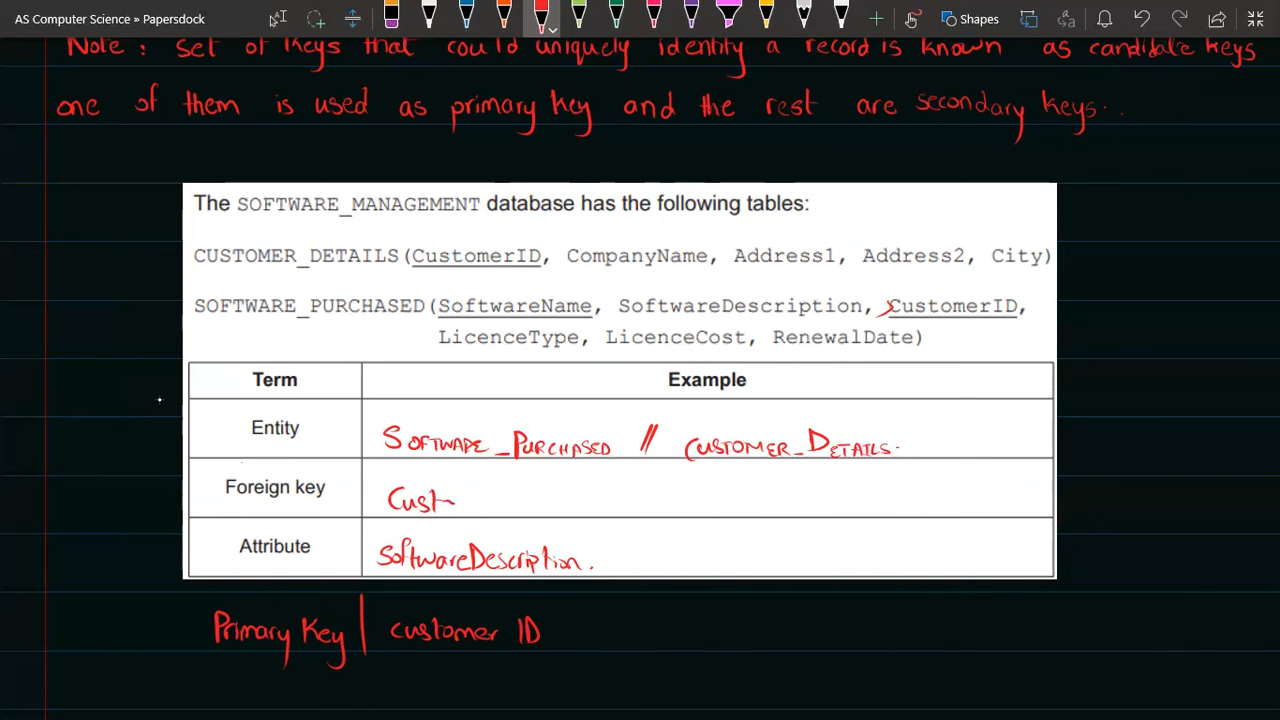 AS Computer Science » Papersdock
Shapes
Note : Set of keys that could uniquely identify a record is known as candidate keys
one of them is used as primary key and the rest are secondary keys.
The SOFTWARE_MANAGEMENT database has the following tables:
CUSTOMER_DETAILS(CustomerID, CompanyName, Address1, Address2, City)
SOFTWARE_PURCHASED(SoftwareName, SoftwareDescription, CustomerID,
LicenceType, LicenceCost, RenewalDate)
Term Example
Entity SOFTWARE_PURCHASED // CUSTOMER_DETAILS.
Foreign key Cust
Attribute SoftwareDescription.
Primary Key | customer ID